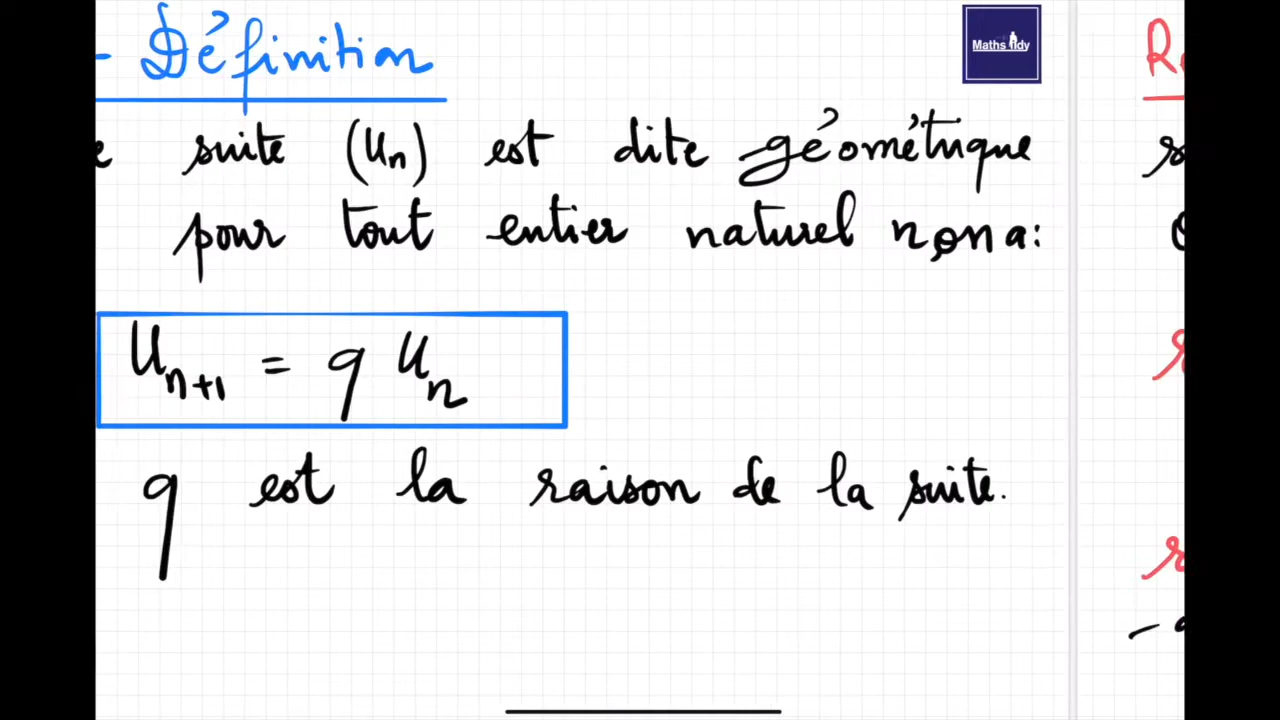 - Définition
Maths
suite (Un) est dite géométrique
pour tout entier naturel n, on a:
Un+1 = q Un
q est la raison de la suite.